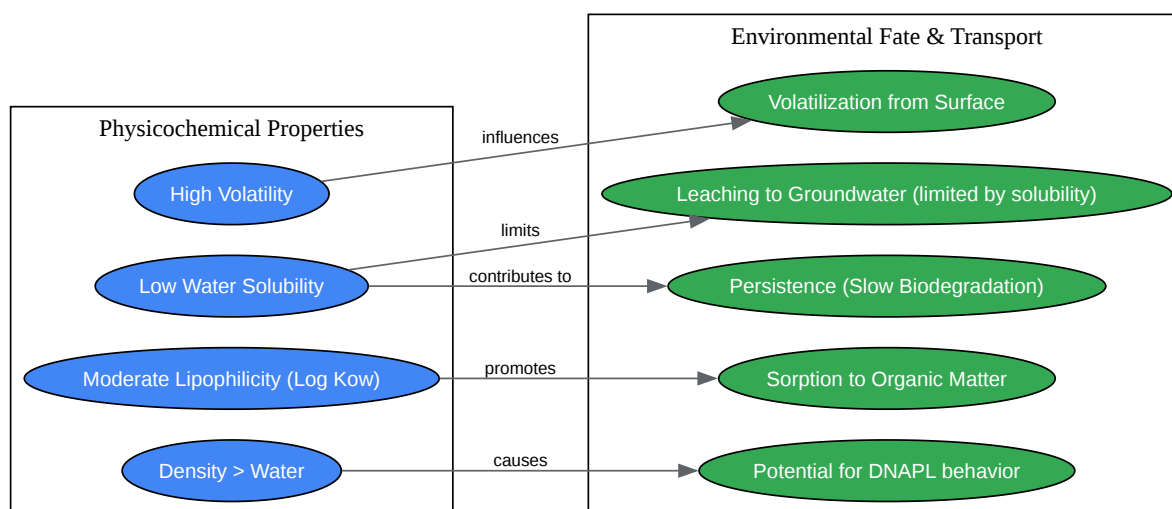 Environmental Fate & Transport
Volatilization from Surface
Physicochemical Properties
influences
High Volatility
Leaching to Groundwater (limited by solubility)
limits
Low Water Solubility
contributes to
Persistence (Slow Biodegradation)
Moderate Lipophilicity (Log Kow)
promotes
Sorption to Organic Matter
Density > Water
causes
Potential for DNAPL behavior